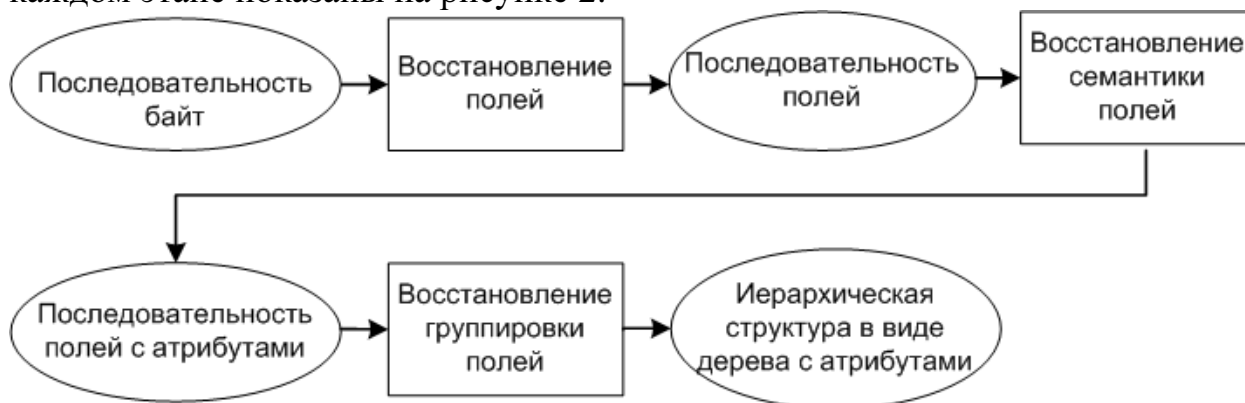 каждом этапе показаны на рисунке 2.
Последовательность
байт
Восстановление
полей
Последовательность
полей
Восстановление
семантики
полей
Последовательность
полей с атрибутами
Восстановление
группировки
полей
Иерархическая
структура в виде
дерева с атрибутами